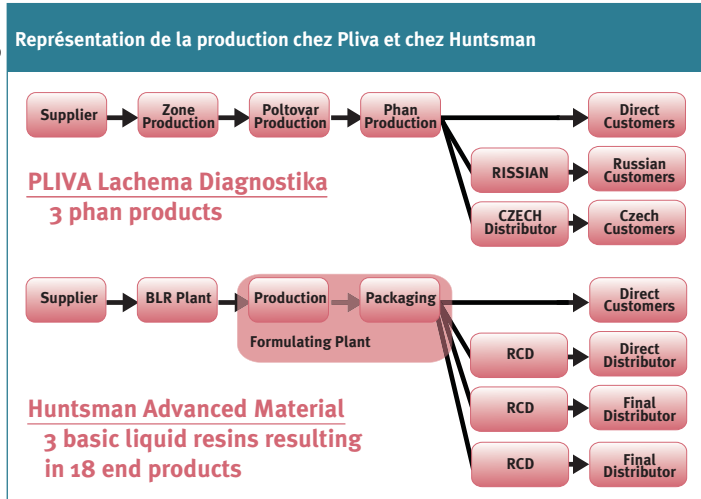 Représentation de la production chez Pliva et chez Huntsman
Supplier
Zone
Production
Poltovar
Production
Phan
Production
Direct
Customers
RISSIAN
Russian
Customers
CZECH
Distributor
Czech
Customers
PLIVA Lachema Diagnostika
3 phan products
Supplier
BLR Plant
Production
Packaging
Formulating Plant
Direct
Customers
RCD
Direct
Distributor
RCD
Final
Distributor
RCD
Final
Distributor
Huntsman Advanced Material
3 basic liquid resins resulting
in 18 end products